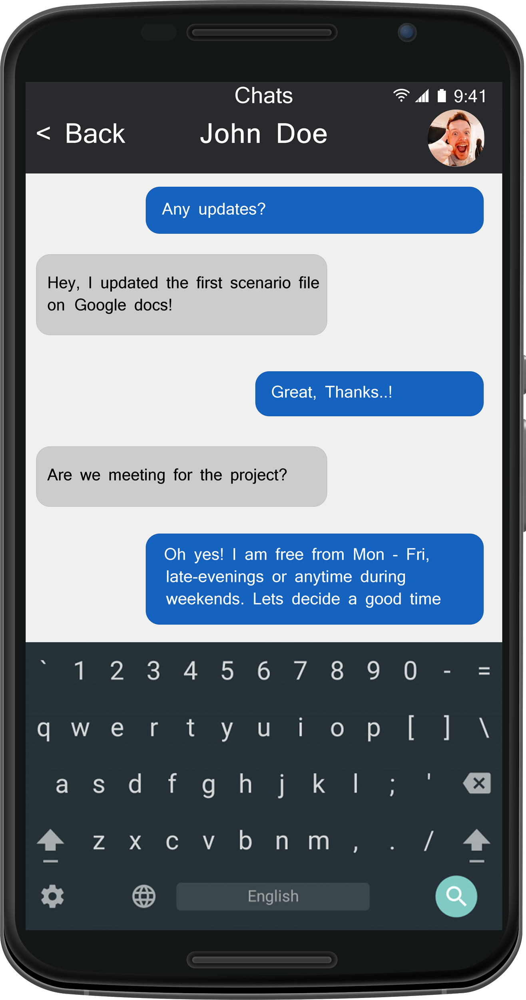 Chats 9:41
< Back John Doe
Any updates?
Hey, I updated the first scenario file
on Google docs!
Great, Thanks..!
Are we meeting for the project?
Oh yes! I am free from Mon - Fri,
late-evenings or anytime during
weekends. Lets decide a good time
` 1 2 3 4 5 6 7 8 9 0 - =
q w e r t y u i o p [ ] \
a s d f g h j k l ; '
z x c v b n m , . /
English